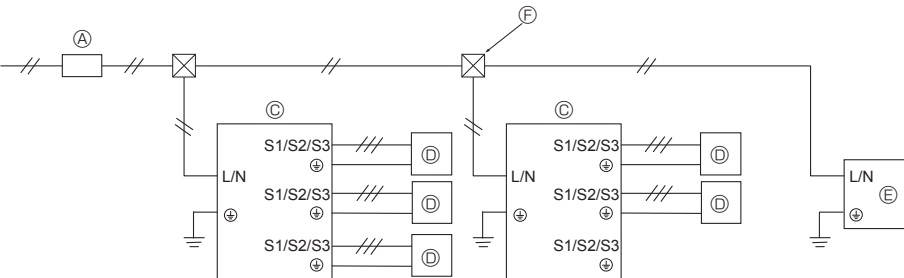 Ⓕ
Ⓐ
Ⓒ Ⓒ
S1/S2/S3 Ⓓ S1/S2/S3 Ⓓ
L/N L/N L/N
S1/S2/S3 Ⓓ S1/S2/S3 Ⓓ Ⓔ
S1/S2/S3 Ⓓ S1/S2/S3